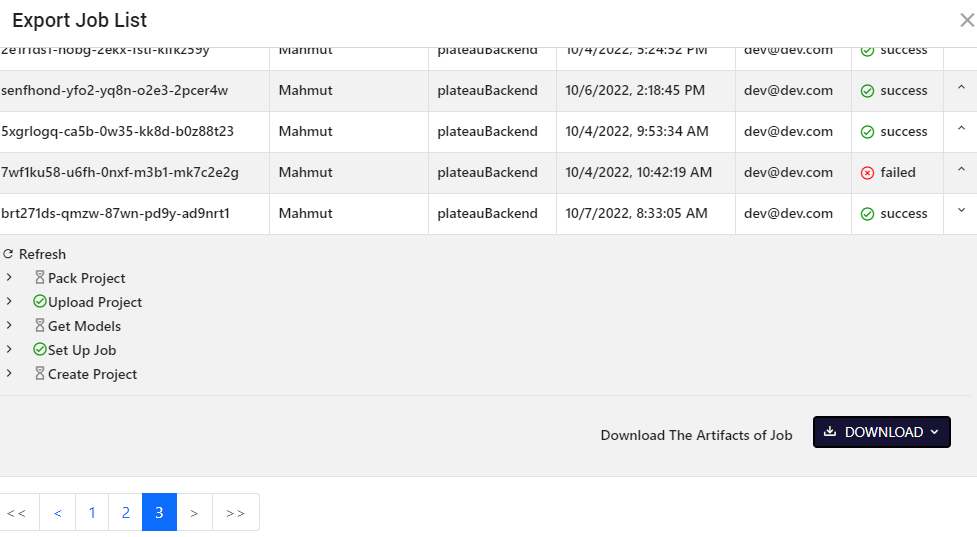 Export Job List
Mahmut plateauBackend 10/4/2022, 5:24:52 PM dev@dev.com success
senfhond-yfo2-yq8n-o2e3-2pcer4w Mahmut plateauBackend 10/6/2022, 2:18:45 PM dev@dev.com success
5xgrlogq-ca5b-0w35-kk8d-b0z88t23 Mahmut plateauBackend 10/4/2022, 9:53:34 AM dev@dev.com success
7wf1ku58-u6fh-0nxf-m3b1-mk7c2e2g Mahmut plateauBackend 10/4/2022, 10:42:19 AM dev@dev.com failed
brt271ds-qmzw-87wn-pd9y-ad9nrt1 Mahmut plateauBackend 10/7/2022, 8:33:05 AM dev@dev.com success
Refresh
Pack Project
Upload Project
Get Models
Set Up Job
Create Project
Download The Artifacts of Job DOWNLOAD
<< < 1 2 3 > >>